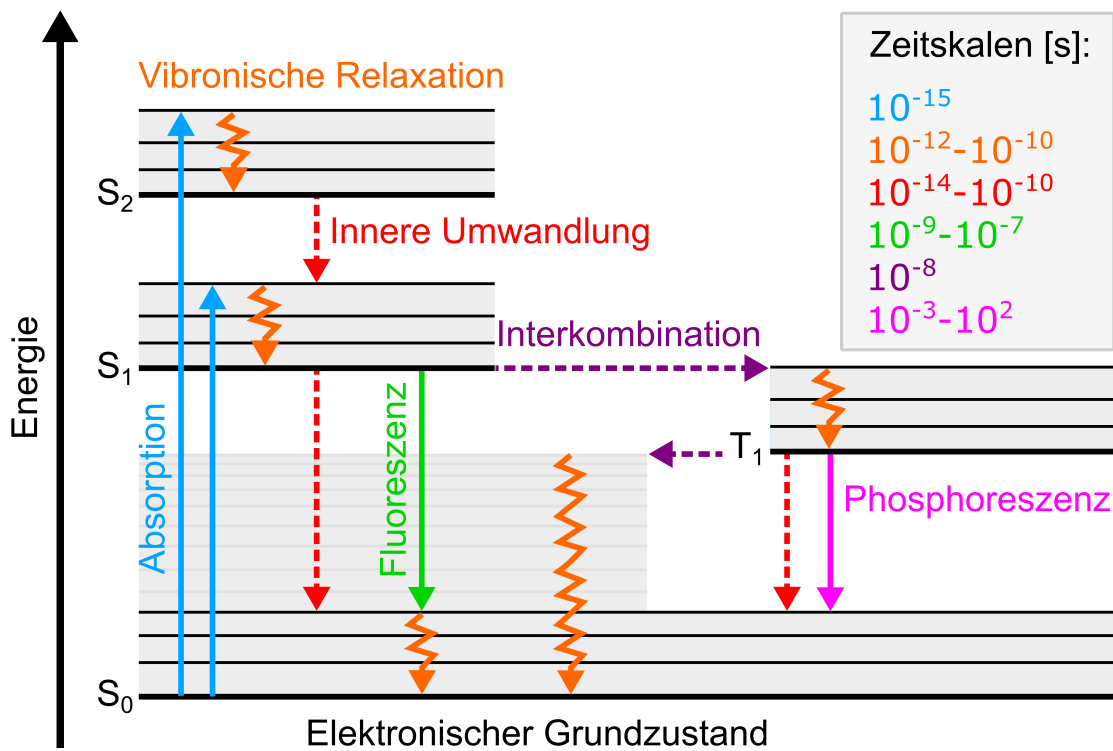 Zeitskalen [s]:
10⁻¹⁵
10⁻¹²-10⁻¹⁰
10⁻¹⁴-10⁻¹⁰
10⁻⁹-10⁻⁷
10⁻⁸
10⁻³-10²
Vibronische Relaxation
S₂
Innere Umwandlung
Interkombination
S₁
Energie
Absorption
Fluoreszenz
T₁
Phosphoreszenz
S₀
Elektronischer Grundzustand